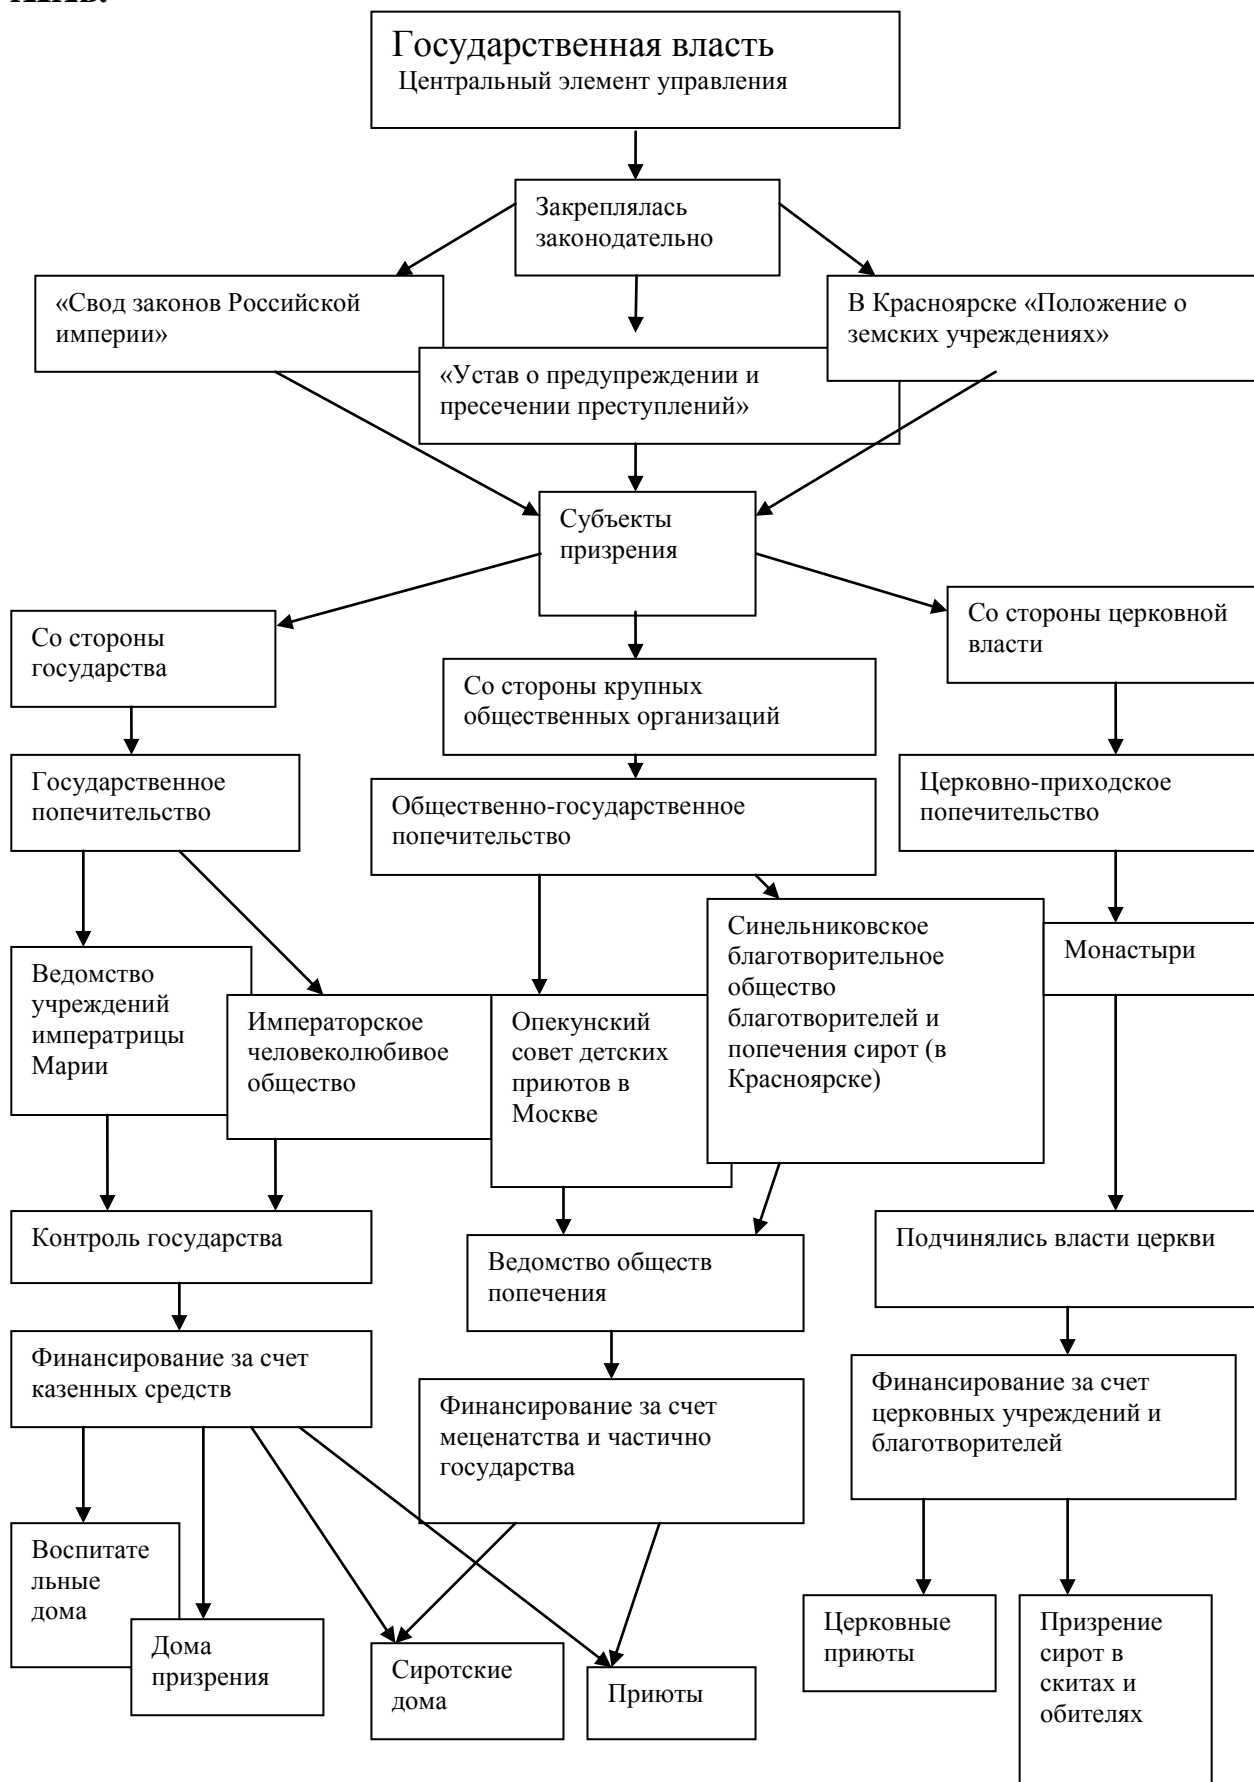 Государственная власть
Центральный элемент управления
Закреплялась
законодательно
«Свод законов Российской
империи»
«Устав о предупреждении и
пресечении преступлений»
В Красноярске «Положение о
земских учреждениях»
Субъекты
призрения
Со стороны
государства
Со стороны крупных
общественных организаций
Со стороны церковной
власти
Государственное
попечительство
Общественно-государственное
попечительство
Церковно-приходское
попечительство
Ведомство
учреждений
императрицы
Марии
Императорское
человеколюбивое
общество
Опекунский
совет детских
приютов в
Москве
Синельниковское
благотворительное
общество
благотворителей и
попечения сирот (в
Красноярске)
Монастыри
Контроль государства
Ведомство обществ
попечения
Подчинялись власти церкви
Финансирование за счет
казенных средств
Финансирование за счет
меценатства и частично
государства
Финансирование за счет
церковных учреждений и
благотворителей
Воспитате
льные
дома
Дома
призрения
Сиротские
дома
Приюты
Церковные
приюты
Призрение
сирот в
скитах и
обителях